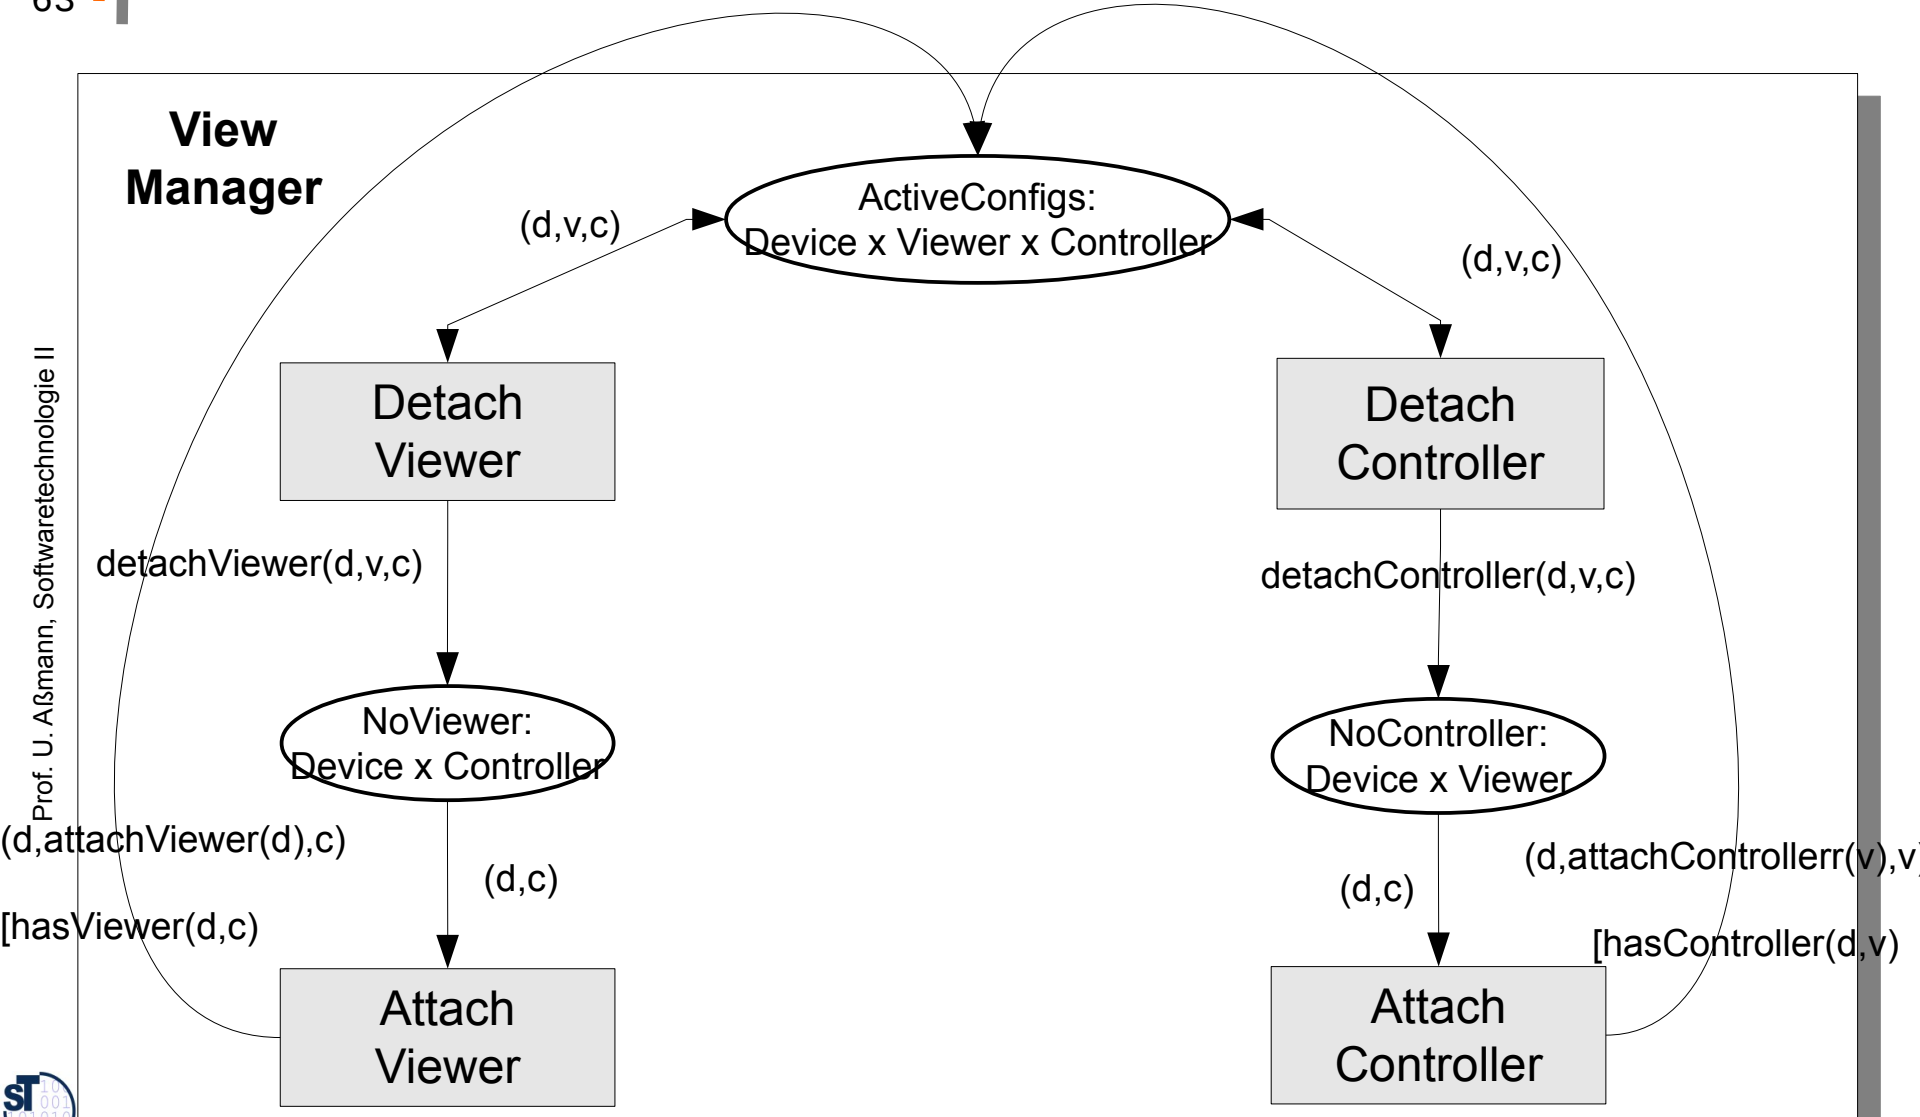 63
View
Manager
ActiveConfigs:
Device x Viewer x Controller
(d,v,c)
(d,v,c)
Detach
Viewer
Detach
Controller
detachViewer(d,v,c)
detachController(d,v,c)
NoViewer:
Device x Controller
NoController:
Device x Viewer
(d,attachViewer(d),c)
(d,c)
[hasViewer(d,c)
(d,attachControllerr(v),v)
(d,c)
[hasController(d,v)
Attach
Viewer
Attach
Controller
Prof. U. Aßmann, Softwaretechnologie II
ST